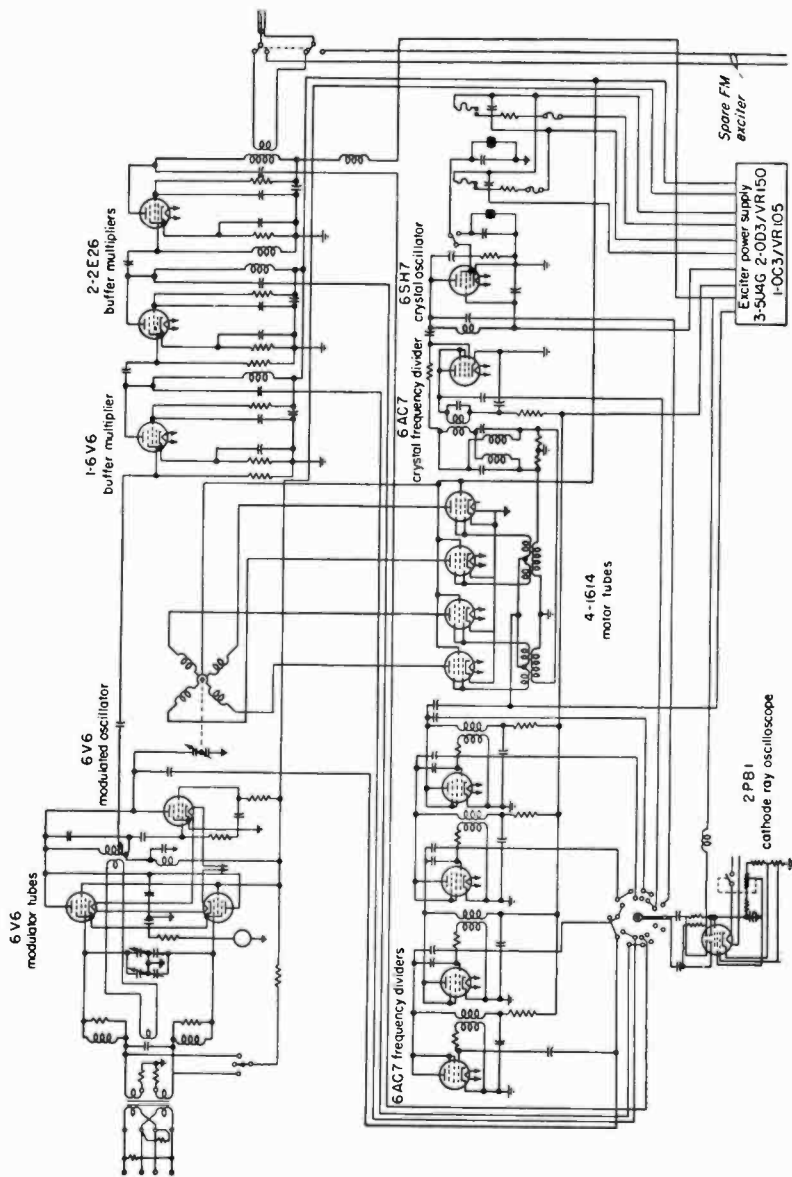 6V6
modulator tubes
6V6
modulated oscillator
1-6V6
buffer multiplier
2-2E26
buffer multipliers
6AC7 frequency dividers
4-1614
motor tubes
6AC7
crystal frequency divider
6SH7
crystal oscillator
Spare FM
exciter
2PB1
cathode ray oscilloscope
Exciter power supply
3-5U4G 2-OD3/VR150
1-OC3/VR105